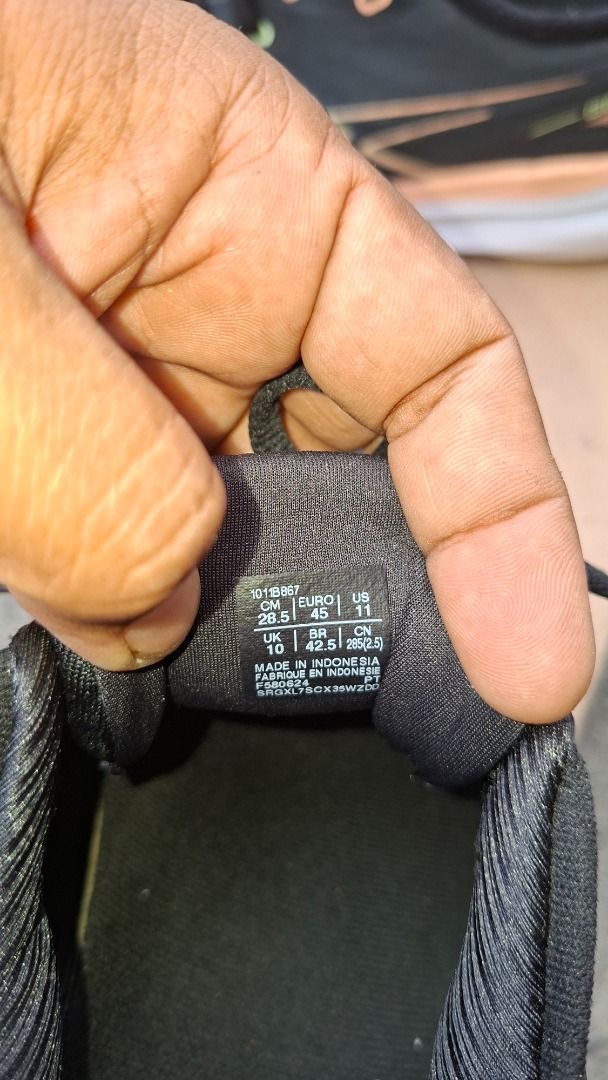 1011B867
CM EURO US
28.5 45 11
UK BR CN
10 42.5 285(2.5)
MADE IN INDONESIA
FABRIQUE EN INDONESIE
F580624 PT
SRGXL7SCX35WZDD